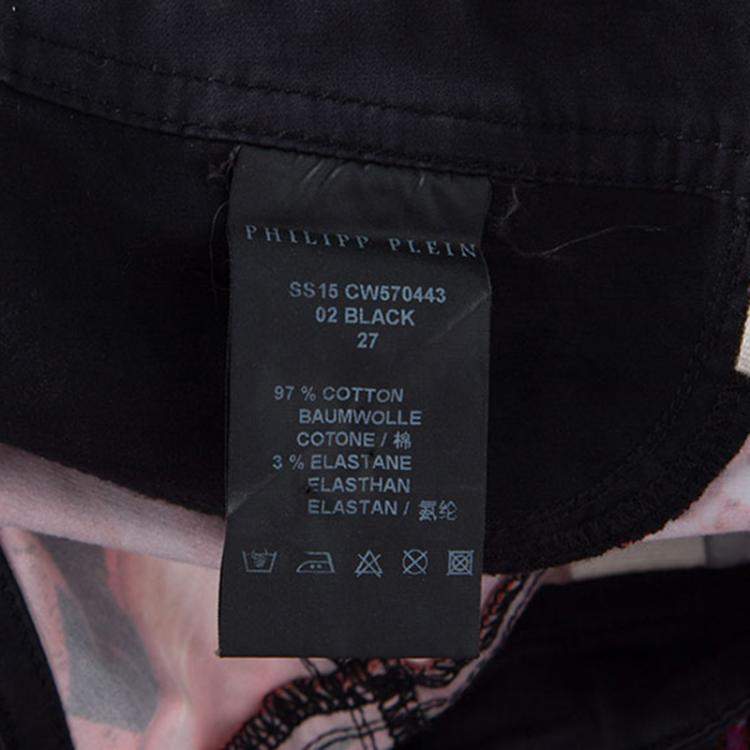 PHILIPP PLEIN
SS15 CW570443
02 BLACK
27
97 % COTTON
BAUMWOLLE
COTONE / 棉
3 % ELASTANE
ELASTHAN
ELASTAN / 氨纶